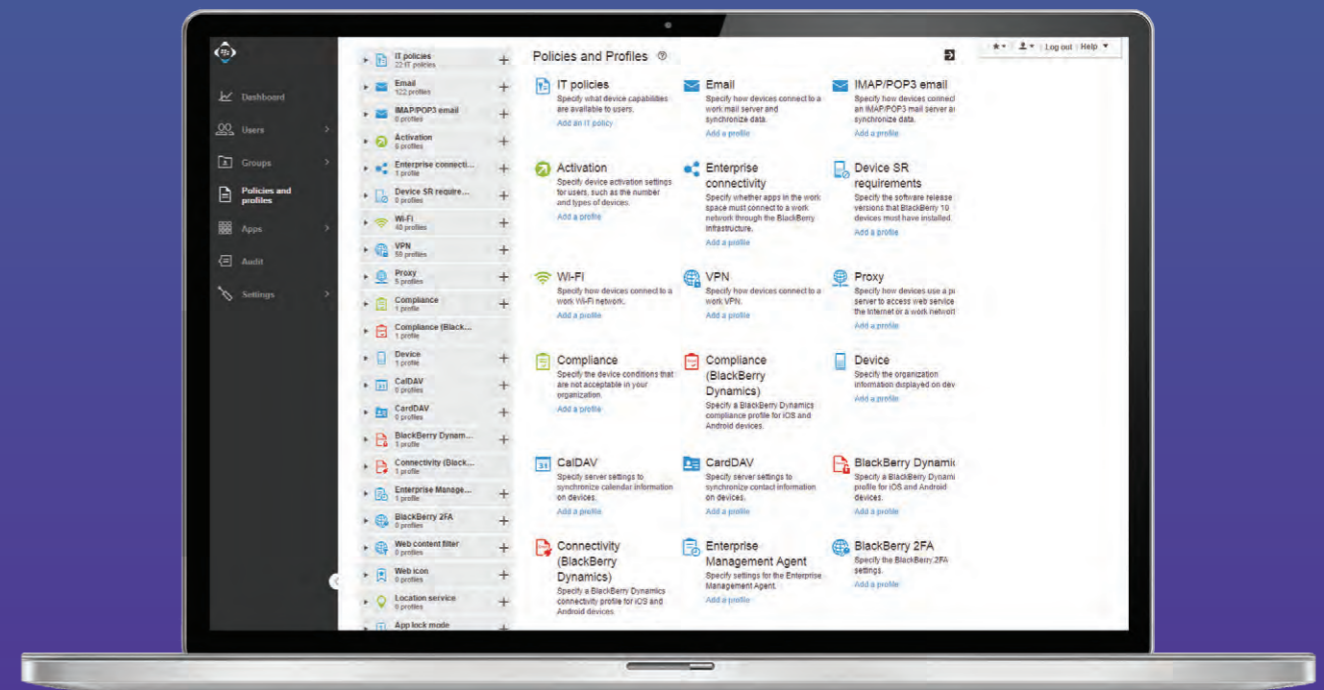 Dashboard
Users
Groups
Policies and
profiles
Apps
Audit
Settings
IT policies
22 IT policies
Email
122 profiles
IMAP/POP3 email
0 profiles
Activation
6 profiles
Enterprise connecti...
1 profile
Device SR require...
0 profiles
Wi-Fi
40 profiles
VPN
59 profiles
Proxy
5 profiles
Compliance
1 profile
Compliance (Black...
1 profile
Device
1 profile
CalDAV
0 profiles
CardDAV
0 profiles
BlackBerry Dynam...
1 profile
Connectivity (Black...
1 profile
Enterprise Manage...
1 profile
BlackBerry 2FA
0 profiles
Web content filter
0 profiles
Web icon
0 profiles
Location service
0 profiles
App lock mode
Policies and Profiles
Log out Help
IT policies
Specify what device capabilities
are available to users.
Add an IT policy
Email
Specify how devices connect to a
work mail server and
synchronize data.
Add a profile
IMAP/POP3 email
Specify how devices connect
an IMAP/POP3 mail server a
synchronize data.
Add a profile
Activation
Specify device activation settings
for users, such as the number
and types of devices.
Add a profile
Enterprise
connectivity
Specify whether apps in the work
space must connect to a work
network through the BlackBerry
Infrastructure.
Add a profile
Device SR
requirements
Specify the software release
versions that BlackBerry 10
devices must have installed.
Add a profile
Wi-Fi
Specify how devices connect to a
work Wi-Fi network.
Add a profile
VPN
Specify how devices connect to a
work VPN.
Add a profile
Proxy
Specify how devices use a p
server to access web service
the Internet or a work network
Add a profile
Compliance
Specify the device conditions that
are not acceptable in your
organization.
Add a profile
Compliance
(BlackBerry
Dynamics)
Specify a BlackBerry Dynamics
compliance profile for iOS and
Android devices.
Device
Specify the organization
information displayed on dev
Add a profile
CalDAV
Specify server settings to
synchronize calendar information
on devices.
Add a profile
CardDAV
Specify server settings to
synchronize contact information
on devices.
Add a profile
BlackBerry Dynamic
Specify a BlackBerry Dynami
profile for iOS and Android
devices.
Add a profile
Connectivity
(BlackBerry
Dynamics)
Specify a BlackBerry Dynamics
connectivity profile for iOS and
Android devices.
Enterprise
Management Agent
Specify settings for the Enterprise
Management Agent.
Add a profile
BlackBerry 2FA
Specify the BlackBerry 2FA
settings.
Add a profile